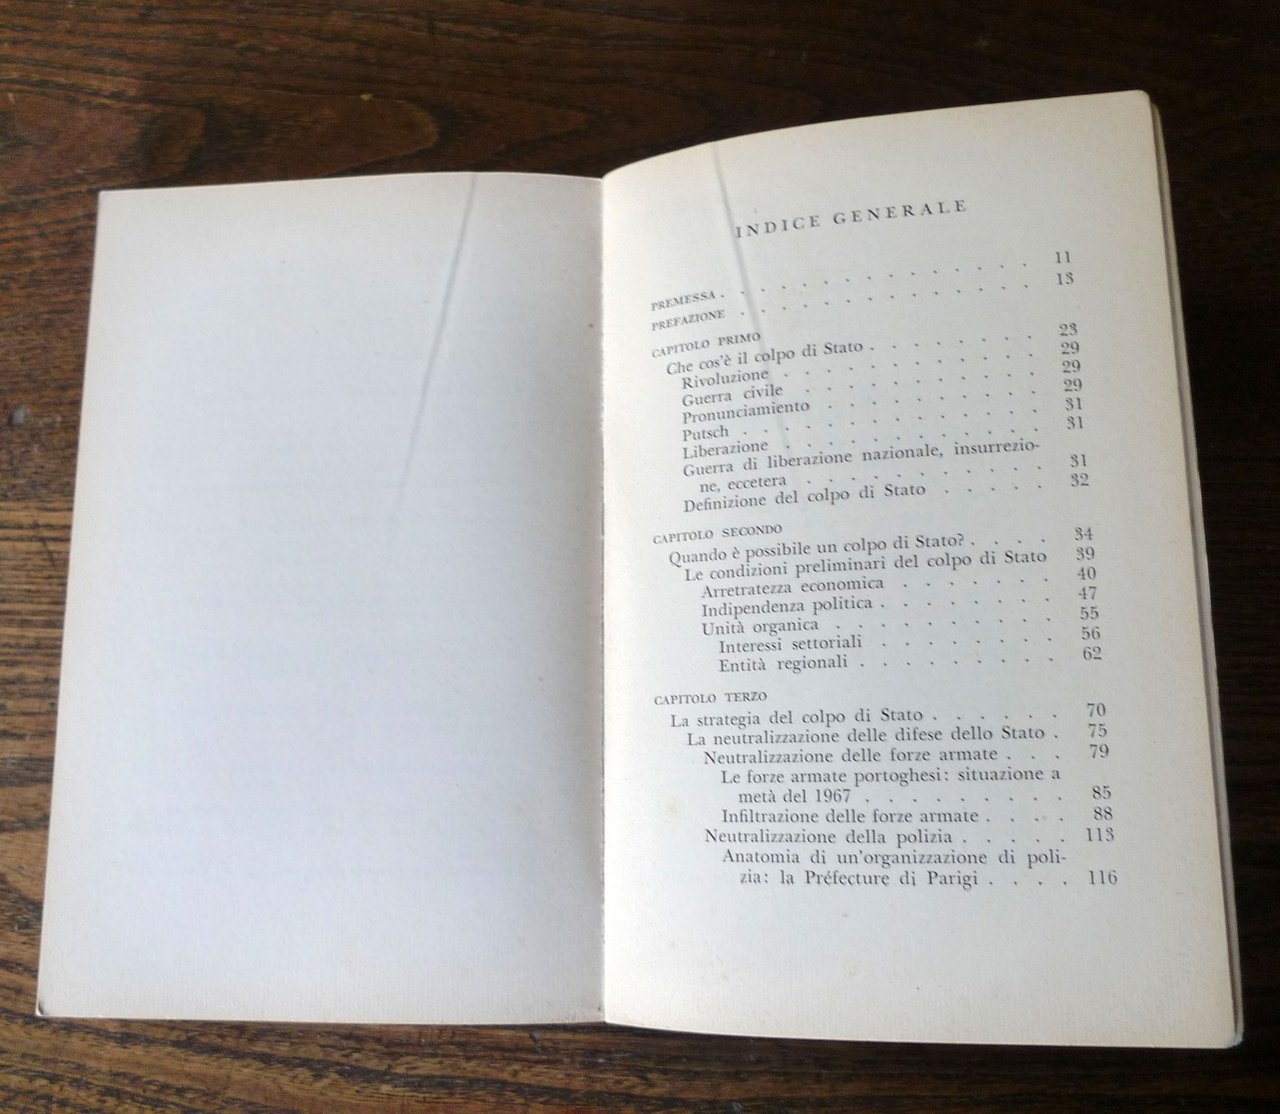 INDICE GENERALE
PREMESSA . . . . . . . . . . . . . 11
PREFAZIONE . . . . . . . . . . . . 13
CAPITOLO PRIMO
Che cos'è il colpo di Stato . . . . . . . 23
Rivoluzione . . . . . . . . . . . 29
Guerra civile . . . . . . . . . . 29
Pronunciamiento . . . . . . . . . 29
Putsch . . . . . . . . . . . . 31
Liberazione . . . . . . . . . . 31
Guerra di liberazione nazionale, insurrezio-
ne, eccetera . . . . . . . . . . 31
Definizione del colpo di Stato . . . . . 32
CAPITOLO SECONDO
Quando è possibile un colpo di Stato? . . . . 34
Le condizioni preliminari del colpo di Stato 39
Arretratezza economica . . . . . . . 40
Indipendenza politica . . . . . . . . 47
Unità organica . . . . . . . . . . 55
Interessi settoriali . . . . . . . . 56
Entità regionali . . . . . . . . . 62
CAPITOLO TERZO
La strategia del colpo di Stato . . . . . . 70
La neutralizzazione delle difese dello Stato . 75
Neutralizzazione delle forze armate . . . 79
Le forze armate portoghesi: situazione a
metà del 1967 . . . . . . . . . 85
Infiltrazione delle forze armate . . . . 88
Neutralizzazione della polizia . . . . . 113
Anatomia di un'organizzazione di poli-
zia: la Préfecture di Parigi . . . . 116